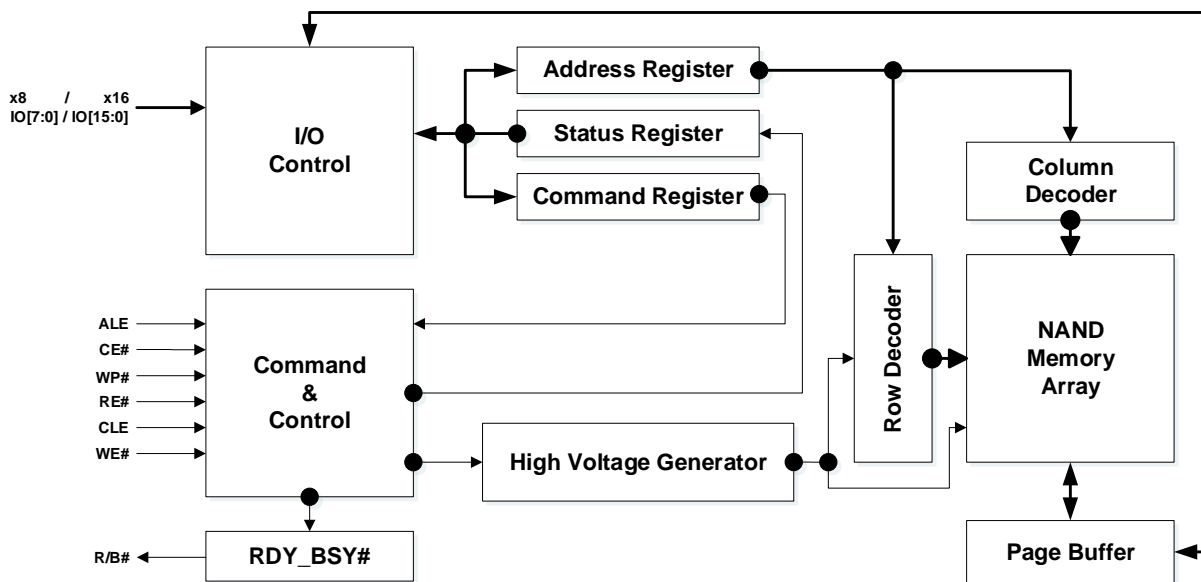 Address Register
x8 / x16
IO[7:0] / IO[15:0]
I/O
Control
Status Register
Command Register
Column
Decoder
ALE
CE#
WP#
RE#
CLE
WE#
Command
&
Control
Row Decoder
NAND
Memory
Array
High Voltage Generator
R/B#
RDY_BSY#
Page Buffer